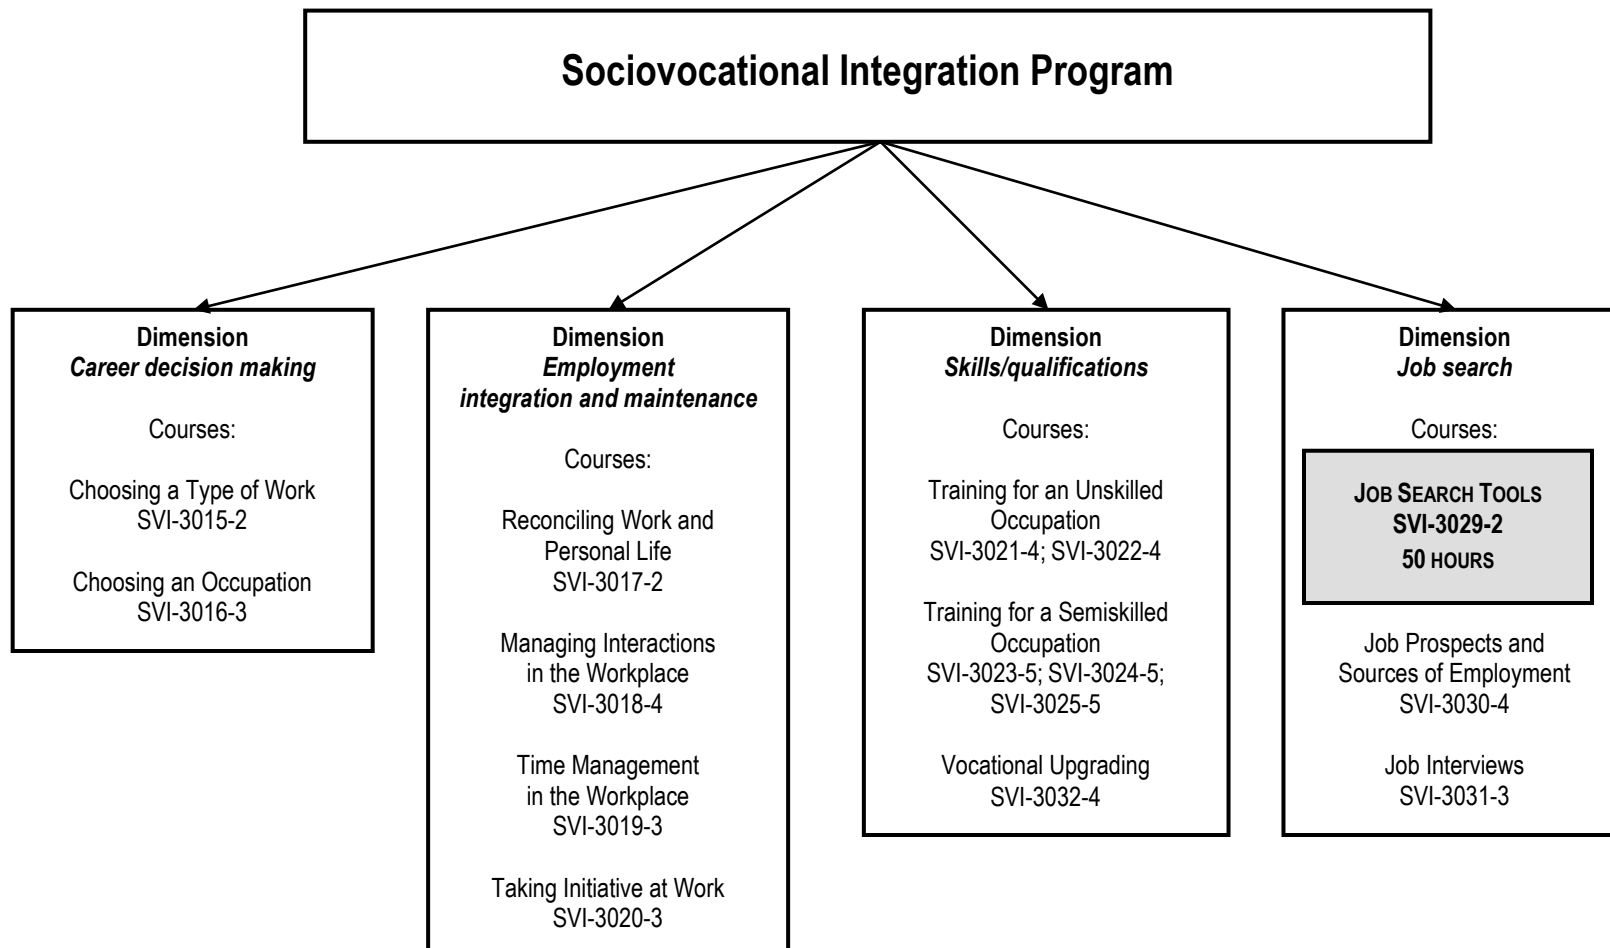 Sociovocational Integration Program
Dimension
Career decision making
Courses:
Choosing a Type of Work
SVI-3015-2
Choosing an Occupation
SVI-3016-3
Dimension
Employment
integration and maintenance
Courses:
Reconciling Work and
Personal Life
SVI-3017-2
Managing Interactions
in the Workplace
SVI-3018-4
Time Management
in the Workplace
SVI-3019-3
Taking Initiative at Work
SVI-3020-3
Dimension
Skills/qualifications
Courses:
Training for an Unskilled
Occupation
SVI-3021-4; SVI-3022-4
Training for a Semiskilled
Occupation
SVI-3023-5; SVI-3024-5;
SVI-3025-5
Vocational Upgrading
SVI-3032-4
Dimension
Job search
Courses:
JOB SEARCH TOOLS
SVI-3029-2
50 HOURS
Job Prospects and
Sources of Employment
SVI-3030-4
Job Interviews
SVI-3031-3